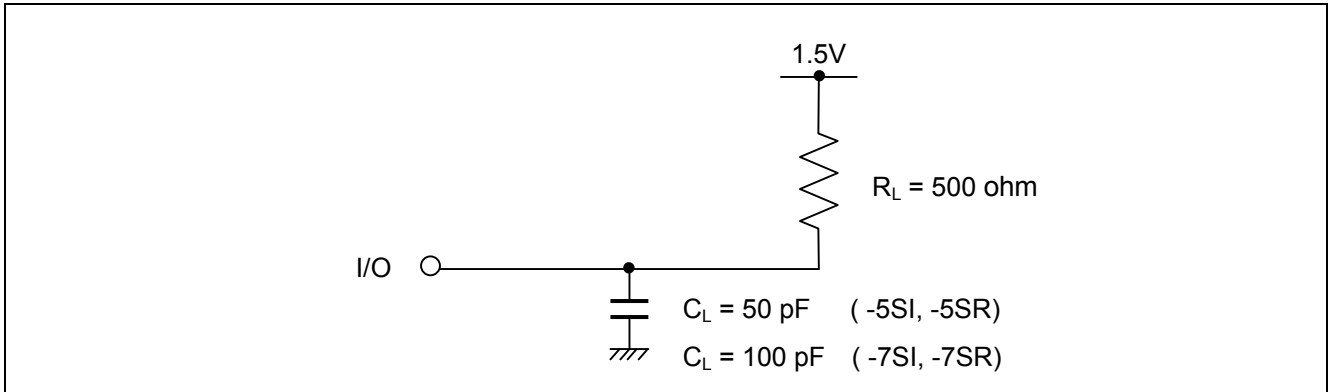 1.5V
R_L = 500 ohm
I/O
C_L = 50 pF ( -5SI, -5SR)
C_L = 100 pF ( -7SI, -7SR)